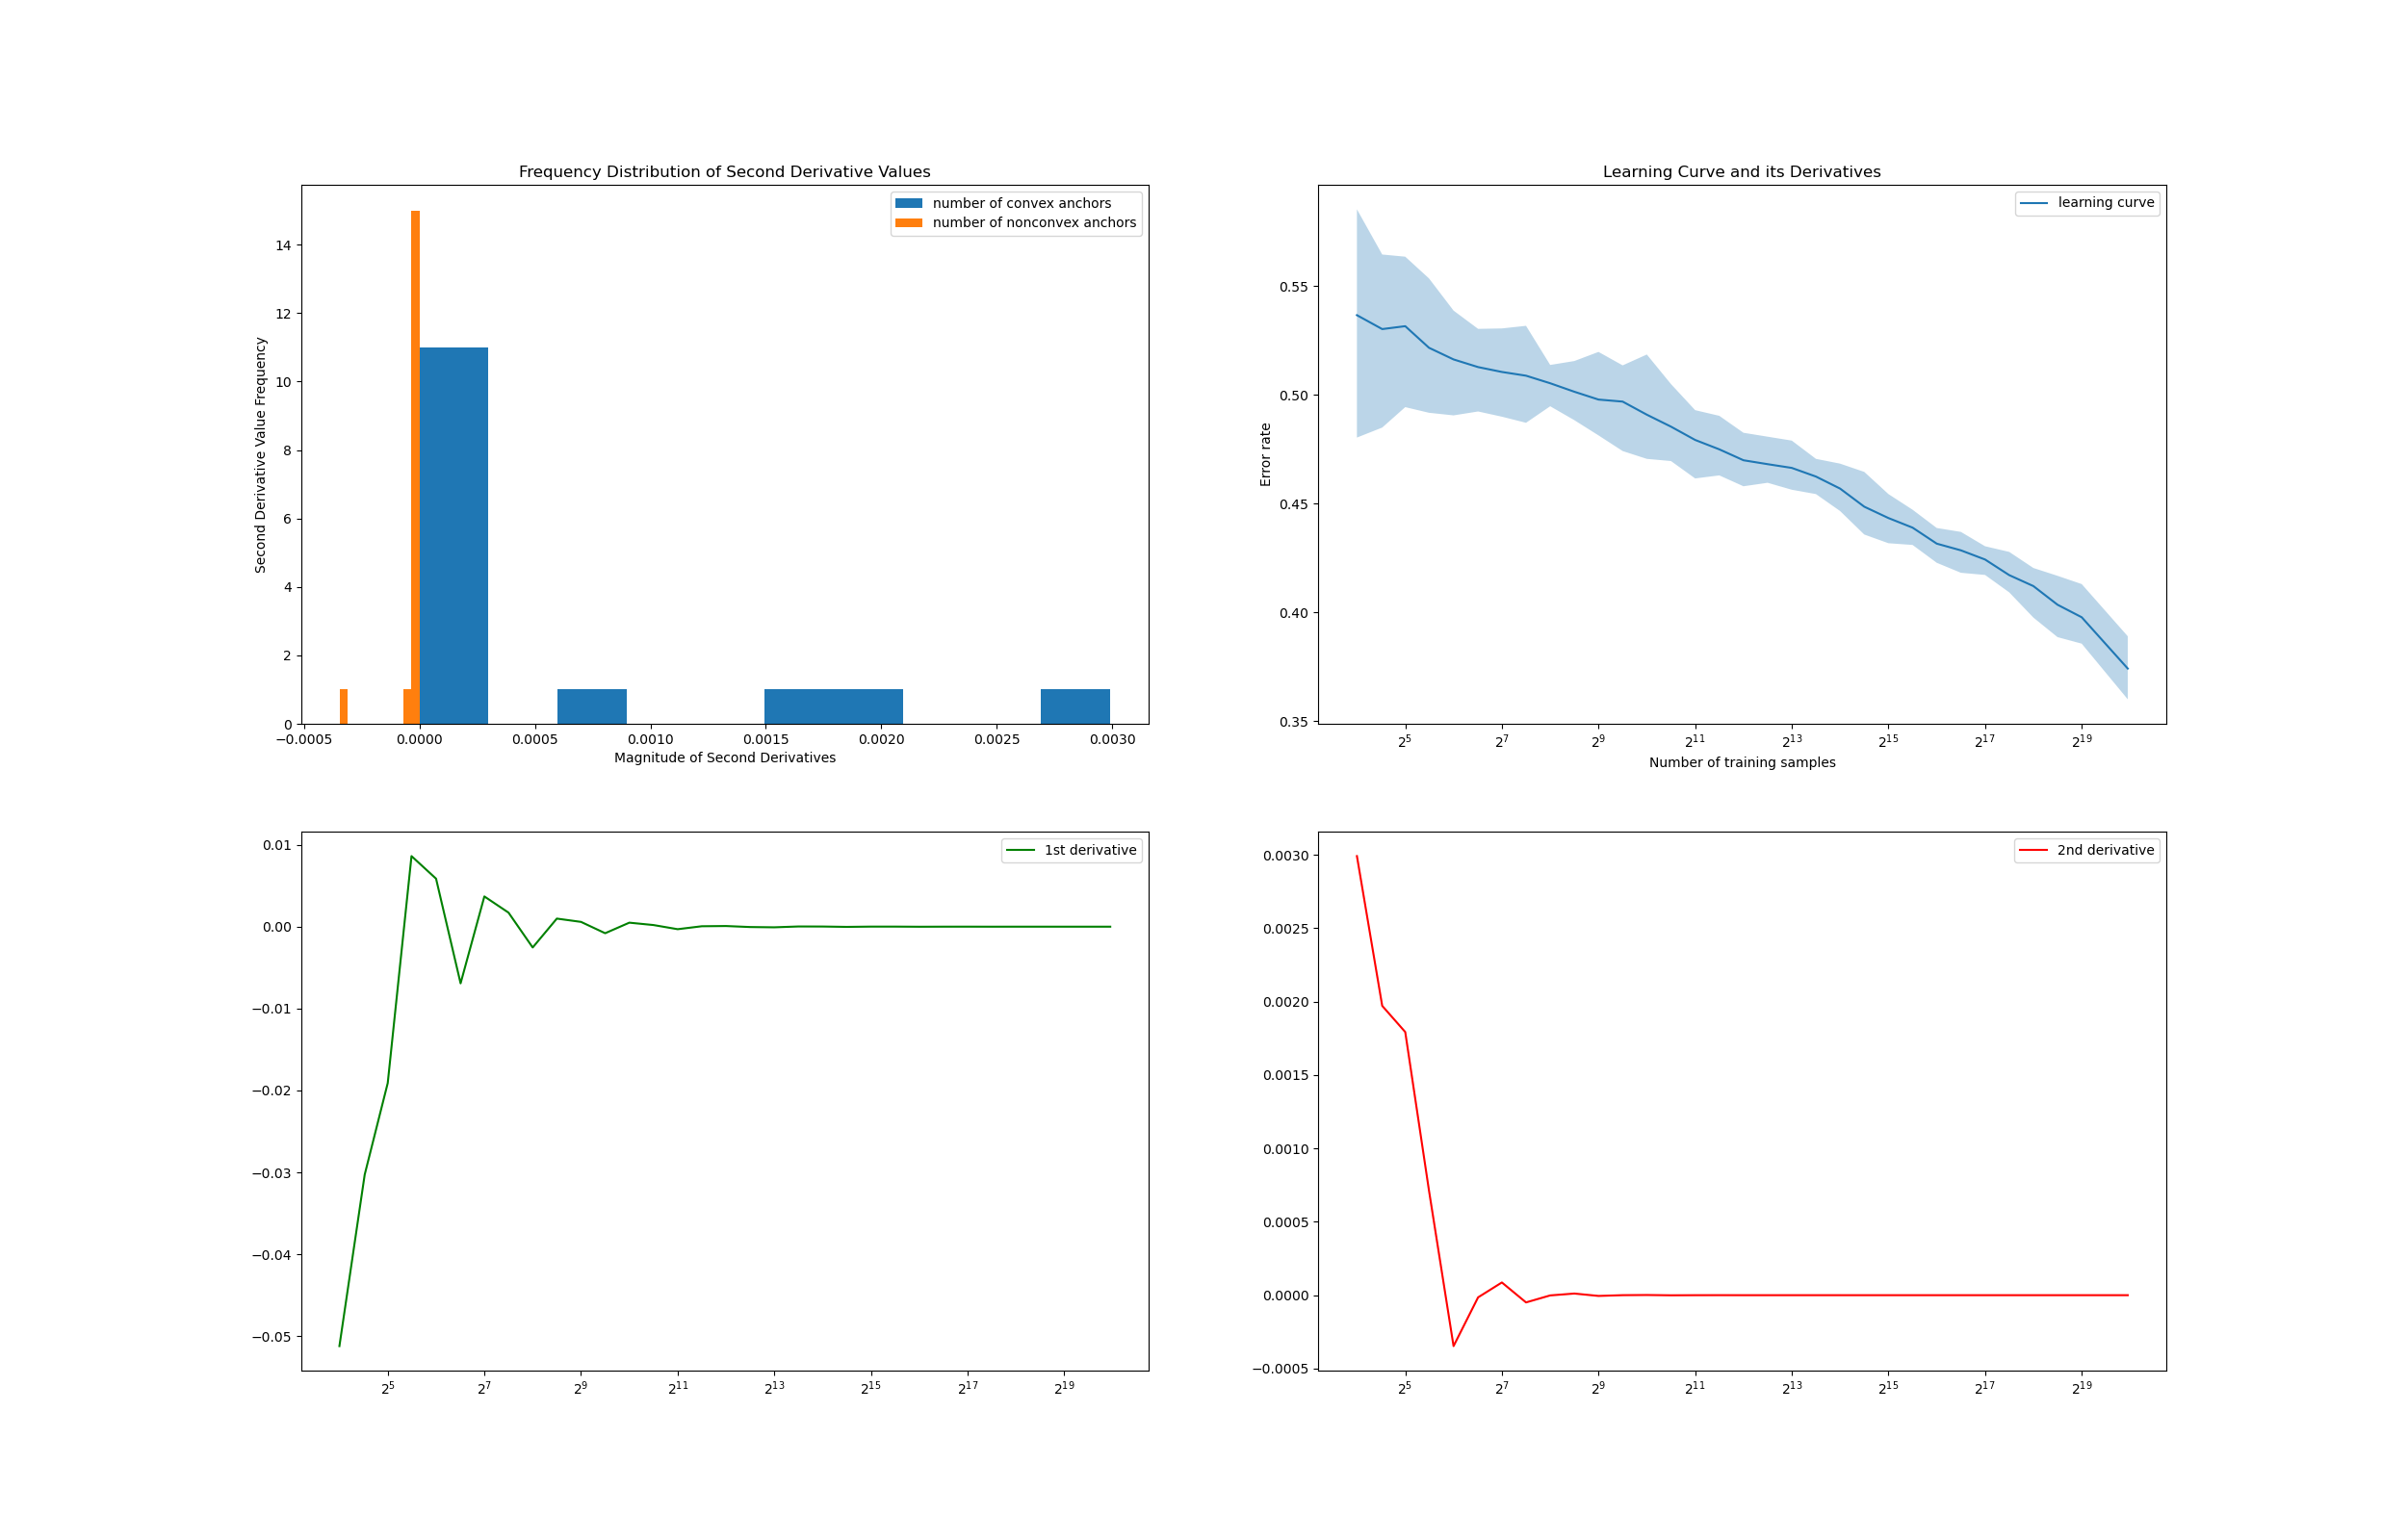 Frequency Distribution of Second Derivative Values
number of convex anchors
number of nonconvex anchors
Second Derivative Value Frequency
14
12
10
8
6
4
2
0
−0.0005 0.0000 0.0005 0.0010 0.0015 0.0020 0.0025 0.0030
Magnitude of Second Derivatives
Learning Curve and its Derivatives
learning curve
Error rate
0.55
0.50
0.45
0.40
0.35
2^5 2^7 2^9 2^11 2^13 2^15 2^17 2^19
Number of training samples
1st derivative
0.01
0.00
−0.01
−0.02
−0.03
−0.04
−0.05
2^5 2^7 2^9 2^11 2^13 2^15 2^17 2^19
2nd derivative
0.0030
0.0025
0.0020
0.0015
0.0010
0.0005
0.0000
−0.0005
2^5 2^7 2^9 2^11 2^13 2^15 2^17 2^19